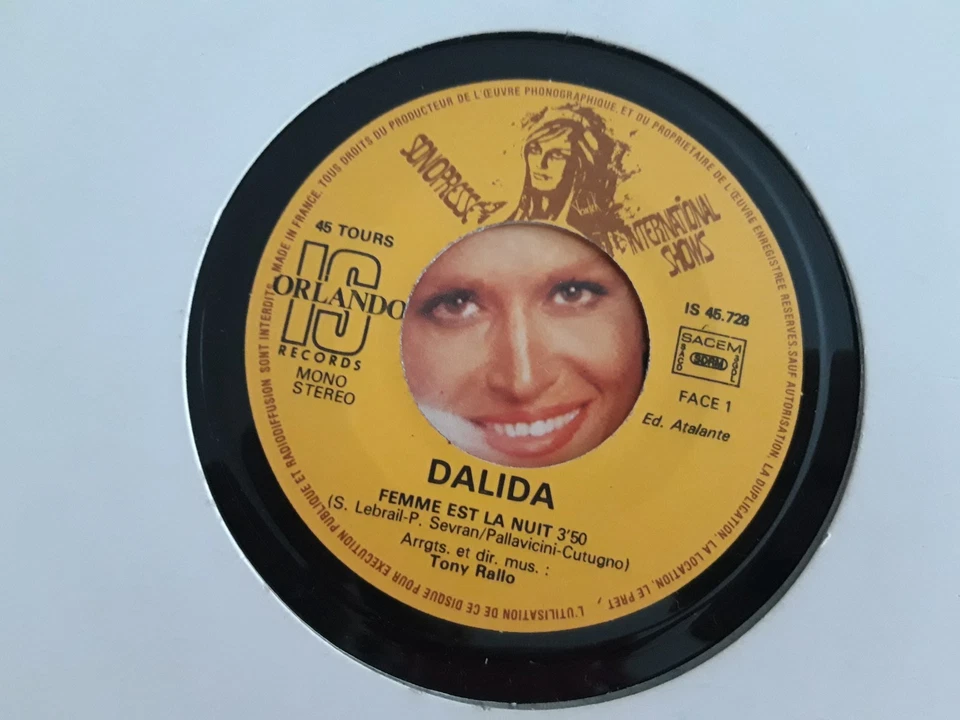 MADE IN FRANCE. TOUS DROITS DU PRODUCTEUR DE L'ŒUVRE PHONOGRAPHIQUE, ET DU PROPRIETAIRE DE L'ŒUVRE ENREGISTREE RESERVES. SAUF AUTORISATION, LA DUPLICATION, LA LOCATION, LE PRET, L'UTILISATION DE CE DISQUE POUR EXECUTION PUBLIQUE ET RADIODIFFUSION SONT INTERDITS
SONOPRESSE
INTERNATIONAL
SHOWS
45 TOURS
IS
ORLANDO
RECORDS
MONO
STEREO
IS 45.728
SACEM
SACD SDRM SGDL
FACE 1
Ed. Atalante
DALIDA
FEMME EST LA NUIT 3'50
(S. Lebrail-P. Sevran/Pallavicini-Cutugno)
Arrgts. et dir. mus. :
Tony Rallo